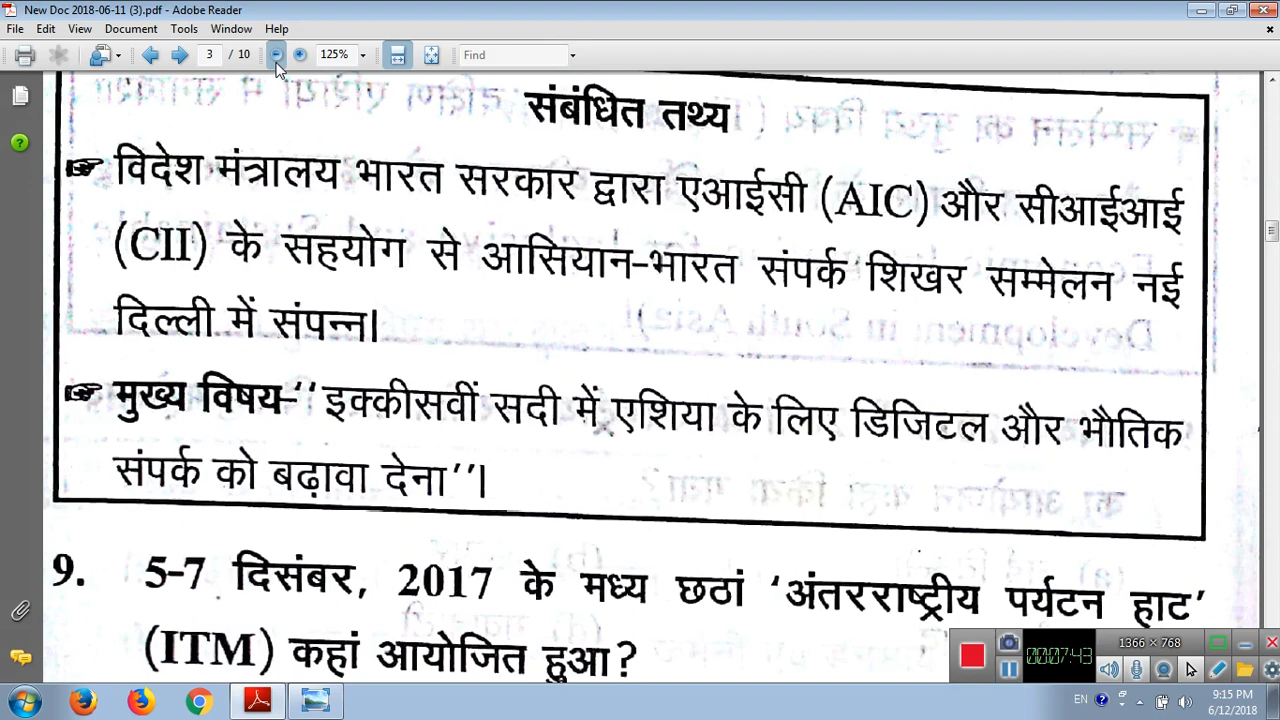 New Doc 2018-06-11 (3).pdf - Adobe Reader
File Edit View Document Tools Window Help
3 / 10 125% Find
संबंधित तथ्य
विदेश मंत्रालय भारत सरकार द्वारा एआईसी (AIC) और सीआईआई
(CII) के सहयोग से आसियान-भारत संपर्क शिखर सम्मेलन नई
दिल्ली में संपन्न।
मुख्य विषय–''इक्कीसवीं सदी में एशिया के लिए डिजिटल और भौतिक
संपर्क को बढ़ावा देना''।
9. 5-7 दिसंबर, 2017 के मध्य छठां 'अंतरराष्ट्रीय पर्यटन हाट'
(ITM) कहां आयोजित हुआ?
1366 × 768
00:07:43
EN
9:15 PM
6/12/2018